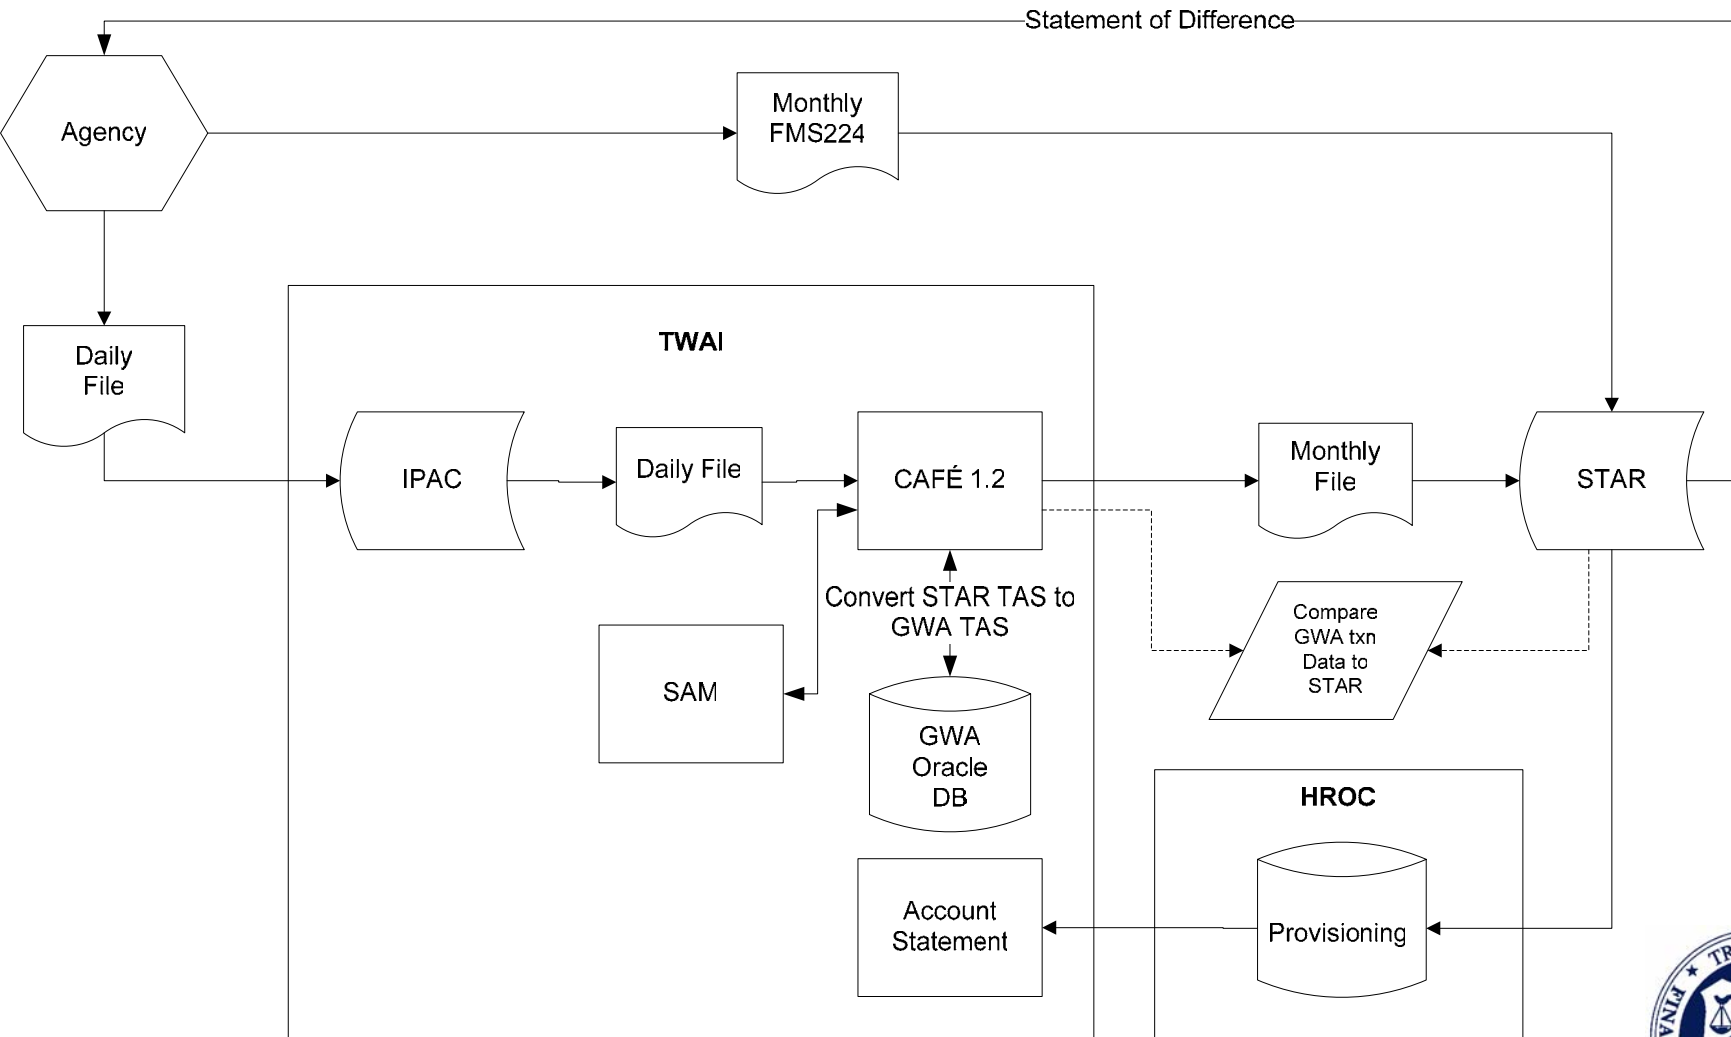 Statement of Difference
Agency
Monthly
FMS224
Daily
File
TWAI
IPAC
Daily File
CAFÉ 1.2
Monthly
File
STAR
Convert STAR TAS to
GWA TAS
Compare
GWA txn
Data to
STAR
SAM
GWA
Oracle
DB
HROC
Account
Statement
Provisioning